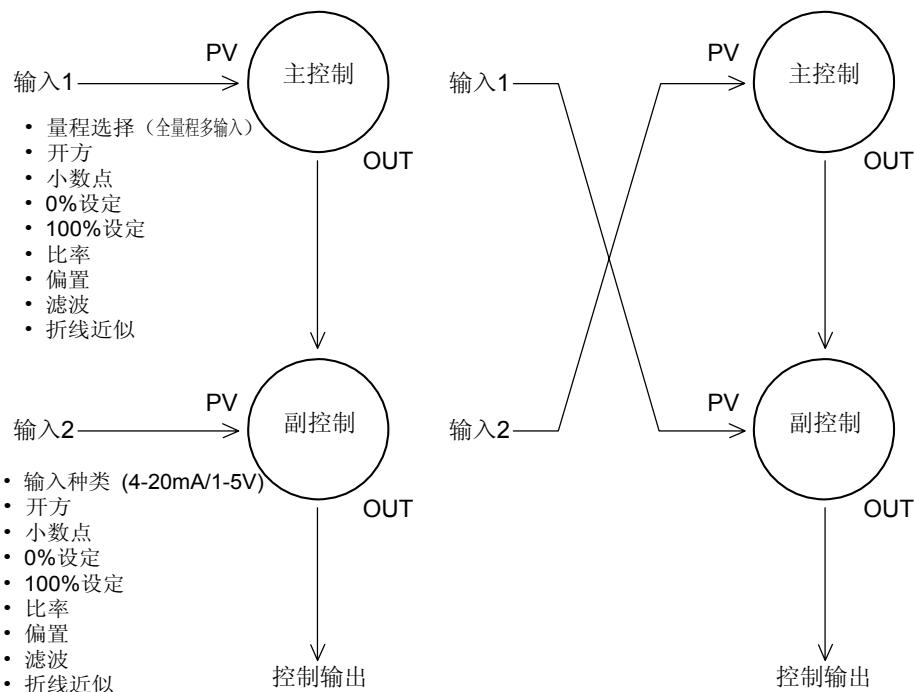 PV
主控制
输入1
• 量程选择（全量程多输入）
OUT
• 开方
• 小数点
• 0%设定
• 100%设定
• 比率
• 偏置
• 滤波
• 折线近似
PV
副控制
输入2
• 输入种类 (4-20mA/1-5V)
OUT
• 开方
• 小数点
• 0%设定
• 100%设定
• 比率
• 偏置
• 滤波
• 折线近似
控制输出
PV
主控制
输入1
OUT
PV
副控制
输入2
OUT
控制输出